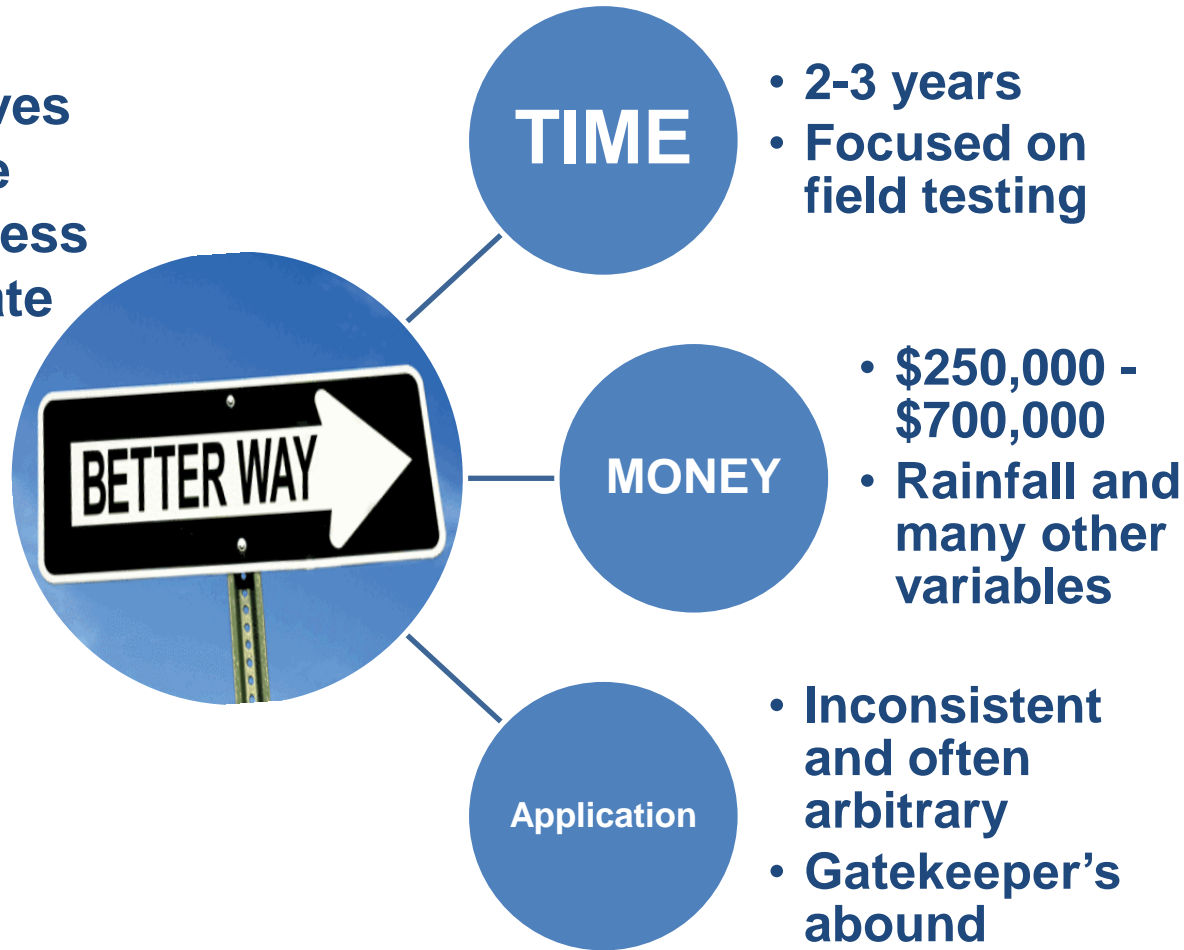 TIME
• 2-3 years
• Focused on
field testing
BETTER WAY
MONEY
• $250,000 -
$700,000
• Rainfall and
many other
variables
Application
• Inconsistent
and often
arbitrary
• Gatekeeper’s
abound